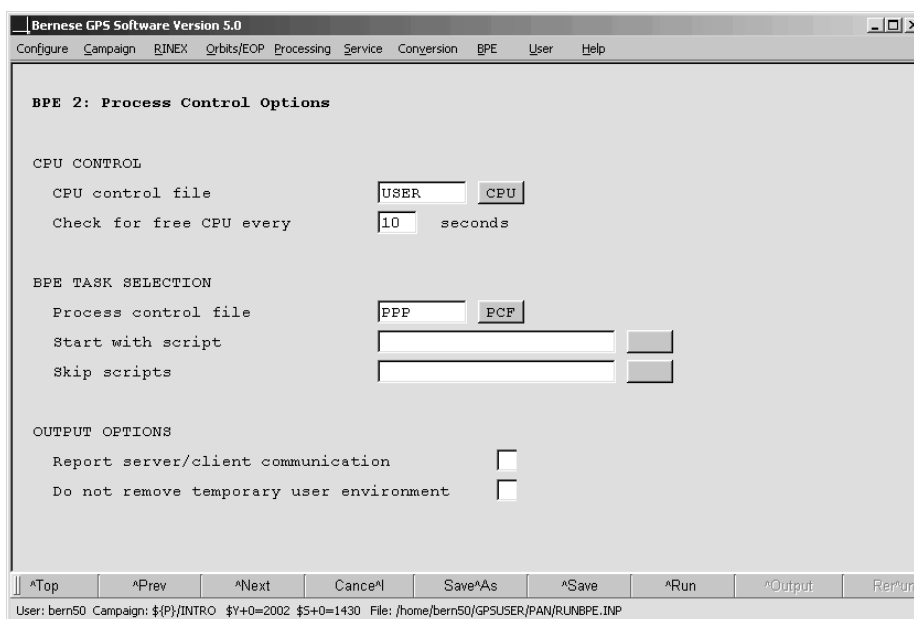 Bernese GPS Software Version 5.0
Configure Campaign RINEX Orbits/EOP Processing Service Conversion BPE User Help
BPE 2: Process Control Options
CPU CONTROL
CPU control file USER CPU
Check for free CPU every 10 seconds
BPE TASK SELECTION
Process control file PPP PCF
Start with script
Skip scripts
OUTPUT OPTIONS
Report server/client communication
Do not remove temporary user environment
^Top ^Prev ^Next Cance^l Save^As ^Save ^Run ^Output Rer^un
User: bern50 Campaign: ${P}/INTRO $Y+0=2002 $S+0=1430 File: /home/bern50/GPSUSER/PAN/RUNBPE.INP